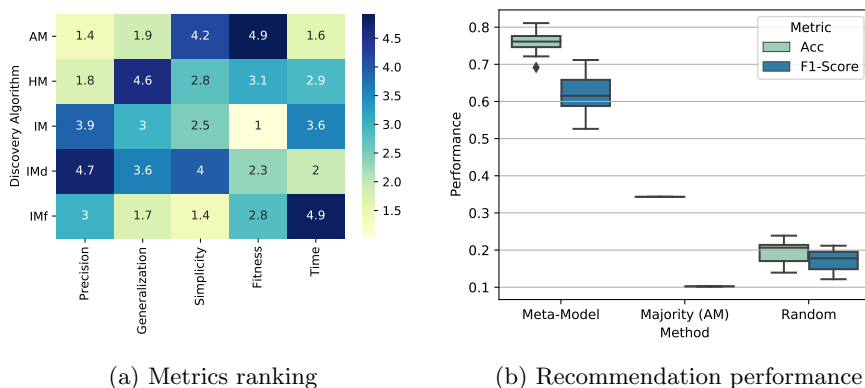 AM 1.4 1.9 4.2 4.9 1.6
HM 1.8 4.6 2.8 3.1 2.9
IM 3.9 3 2.5 1 3.6
IMd 4.7 3.6 4 2.3 2
IMf 3 1.7 1.4 2.8 4.9
Discovery Algorithm
Precision
Generalization
Simplicity
Fitness
Time
4.5
4.0
3.5
3.0
2.5
2.0
1.5
(a) Metrics ranking
Performance
0.8
0.7
0.6
0.5
0.4
0.3
0.2
0.1
Metric
Acc
F1-Score
Meta-Model Majority (AM) Random
Method
(b) Recommendation performance